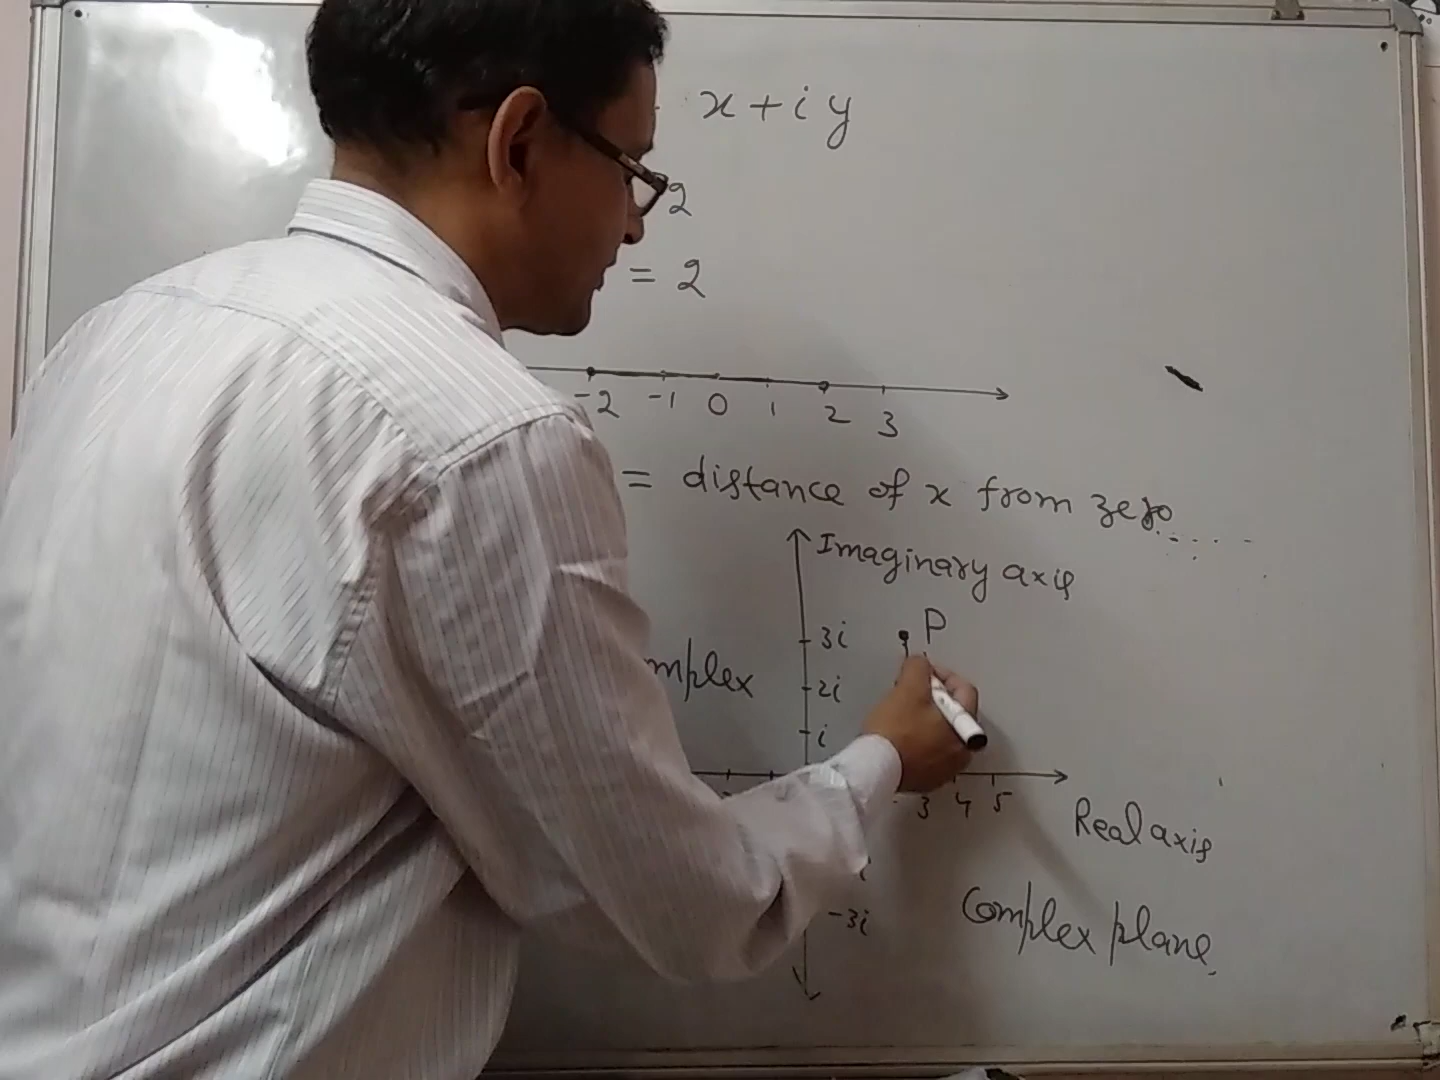 x + i y
2
= 2
-2 -1 0 1 2 3
= distance of x from zero
Imaginary axis
P
3i
mplex
2i
i
3 4 5
Real axis
i
-3i
Complex plane